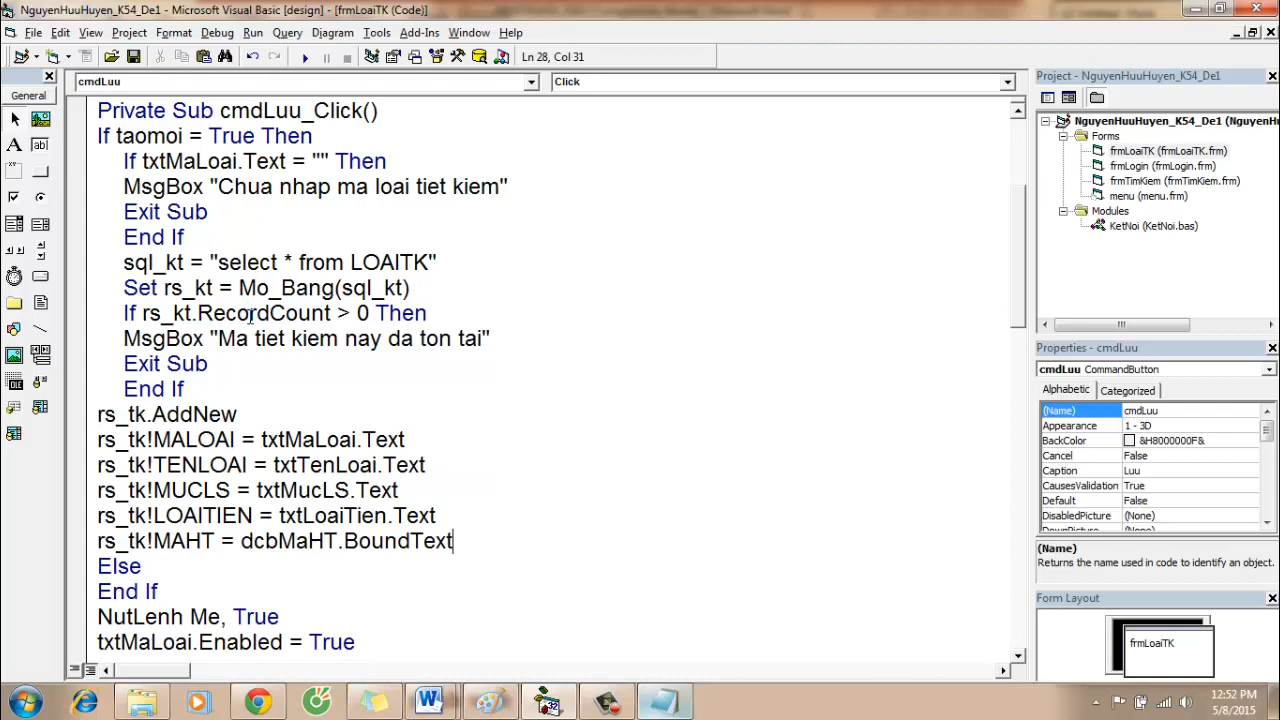 NguyenHuuHuyen_K54_De1 - Microsoft Visual Basic [design] - [frmLoaiTK (Code)]
File Edit View Project Format Debug Run Query Diagram Tools Add-Ins Window Help
Ln 28, Col 31
General
cmdLuu
Click
Private Sub cmdLuu_Click()
If taomoi = True Then
If txtMaLoai.Text = "" Then
MsgBox "Chua nhap ma loai tiet kiem"
Exit Sub
End If
sql_kt = "select * from LOAITK"
Set rs_kt = Mo_Bang(sql_kt)
If rs_kt.RecordCount > 0 Then
MsgBox "Ma tiet kiem nay da ton tai"
Exit Sub
End If
rs_tk.AddNew
rs_tk!MALOAI = txtMaLoai.Text
rs_tk!TENLOAI = txtTenLoai.Text
rs_tk!MUCLS = txtMucLS.Text
rs_tk!LOAITIEN = txtLoaiTien.Text
rs_tk!MAHT = dcbMaHT.BoundText
Else
End If
NutLenh Me, True
txtMaLoai.Enabled = True
Project - NguyenHuuHuyen_K54_De1
NguyenHuuHuyen_K54_De1 (NguyenHu
Forms
frmLoaiTK (frmLoaiTK.frm)
frmLogin (frmLogin.frm)
frmTimKiem (frmTimKiem.frm)
menu (menu.frm)
Modules
KetNoi (KetNoi.bas)
Properties - cmdLuu
cmdLuu CommandButton
Alphabetic Categorized
(Name) cmdLuu
Appearance 1 - 3D
BackColor &H8000000F&
Cancel False
Caption Luu
CausesValidation True
Default False
DisabledPicture (None)
DownPicture (None)
(Name)
Returns the name used in code to identify an object.
Form Layout
frmLoaiTK
12:52 PM
5/8/2015